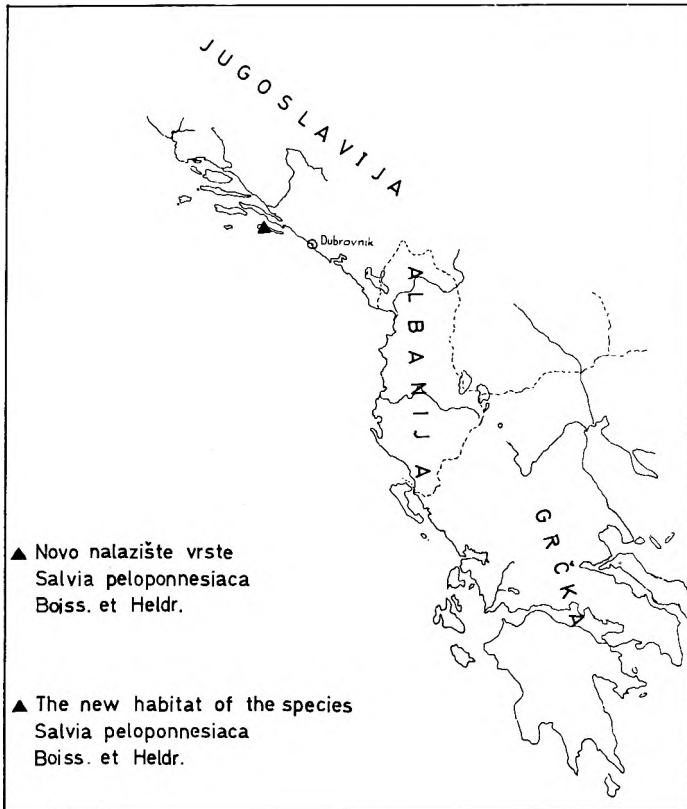 JUGOSLAVIJA
Dubrovnik
ALBANIJA
GRČKA
▲ Novo nalazište vrste
Salvia peloponnesiaca
Boiss. et Heldr.
▲ The new habitat of the species
Salvia peloponnesiaca
Boiss. et Heldr.